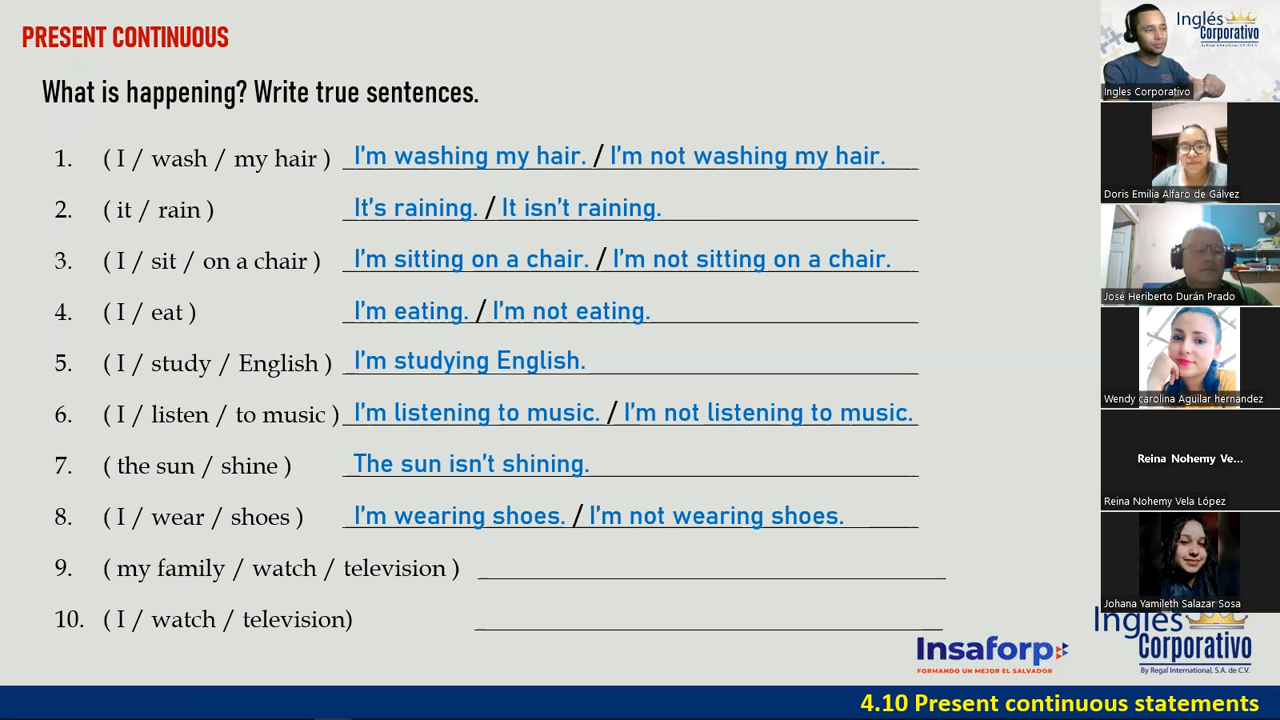 PRESENT CONTINUOUS
What is happening? Write true sentences.
1. ( I / wash / my hair ) I'm washing my hair. / I'm not washing my hair.
2. ( it / rain ) It's raining. / It isn't raining.
3. ( I / sit / on a chair ) I'm sitting on a chair. / I'm not sitting on a chair.
4. ( I / eat ) I'm eating. / I'm not eating.
5. ( I / study / English ) I'm studying English.
6. ( I / listen / to music ) I'm listening to music. / I'm not listening to music.
7. ( the sun / shine ) The sun isn't shining.
8. ( I / wear / shoes ) I'm wearing shoes. / I'm not wearing shoes.
9. ( my family / watch / television )
10. ( I / watch / television)
Insaforp
FORMANDO UN MEJOR EL SALVADOR
Inglés
Corporativo
By Regal International, S.A. de C.V.
4.10 Present continuous statements
Inglés
Corporativo
By Regal International, S.A. de C.V.
Ingles Corporativo
Doris Emilia Alfaro de Gálvez
José Heriberto Durán Prado
Wendy carolina Aguilar hernandez
Reina Nohemy Ve...
Reina Nohemy Vela López
Johana Yamileth Salazar Sosa